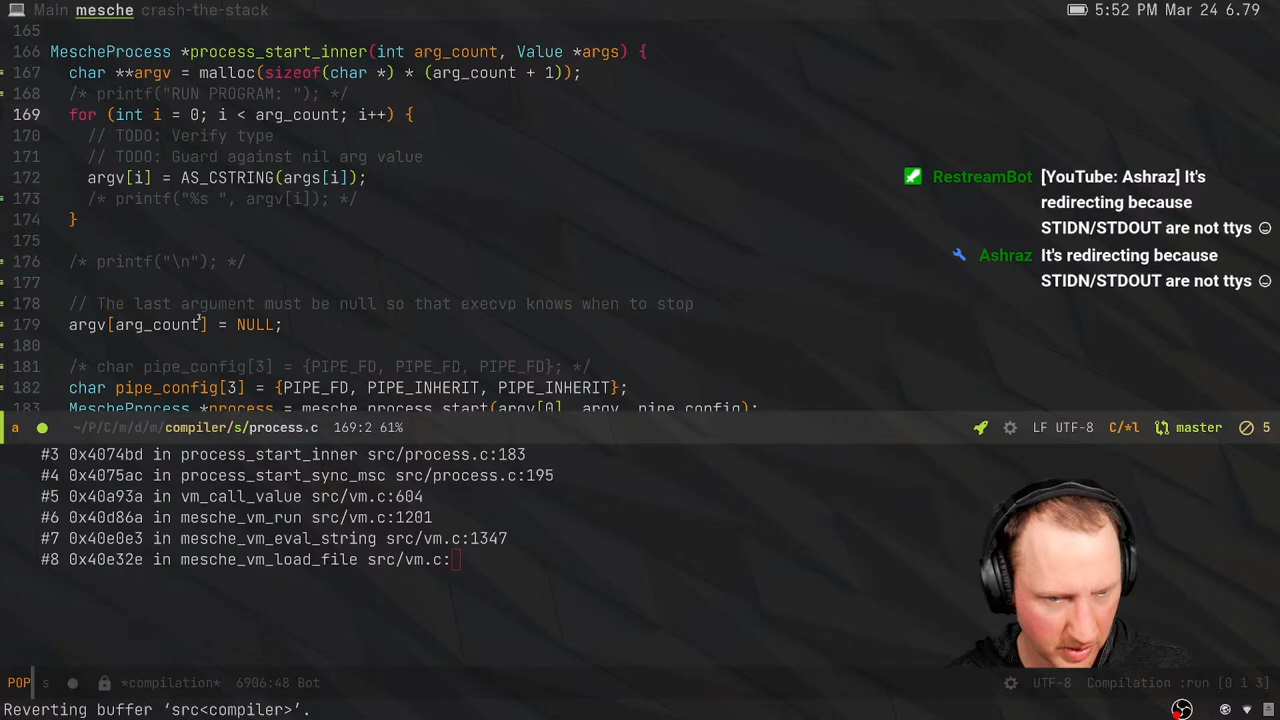 Main mesche crash-the-stack
5:52 PM Mar 24 6.79
165
166 MescheProcess *process_start_inner(int arg_count, Value *args) {
167 char **argv = malloc(sizeof(char *) * (arg_count + 1));
168 /* printf("RUN PROGRAM: "); */
169 for (int i = 0; i < arg_count; i++) {
170 // TODO: Verify type
171 // TODO: Guard against nil arg value
172 argv[i] = AS_CSTRING(args[i]);
173 /* printf("%s ", argv[i]); */
174 }
175
176 /* printf("\n"); */
177
178 // The last argument must be null so that execvp knows when to stop
179 argv[arg_count] = NULL;
180
181 /* char pipe_config[3] = {PIPE_FD, PIPE_FD, PIPE_FD}; */
182 char pipe_config[3] = {PIPE_FD, PIPE_INHERIT, PIPE_INHERIT};
183 MescheProcess *process = mesche_process_start(argv[0], argv, pipe_config);
RestreamBot [YouTube: Ashraz] It's
redirecting because
STIDN/STDOUT are not ttys
Ashraz It's redirecting because
STIDN/STDOUT are not ttys
a ~/P/C/m/d/m/compiler/s/process.c 169:2 61%
LF UTF-8 C/*l master 5
#3 0x4074bd in process_start_inner src/process.c:183
#4 0x4075ac in process_start_sync_msc src/process.c:195
#5 0x40a93a in vm_call_value src/vm.c:604
#6 0x40d86a in mesche_vm_run src/vm.c:1201
#7 0x40e0e3 in mesche_vm_eval_string src/vm.c:1347
#8 0x40e32e in mesche_vm_load_file src/vm.c:
POP s *compilation* 6906:48 Bot
UTF-8 Compilation :run [0 1 3]
Reverting buffer ‘src<compiler>’.